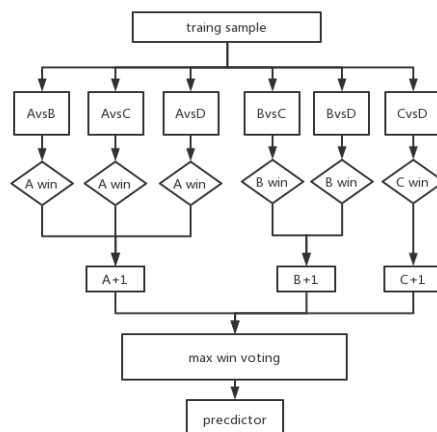 traing sample
AvsB AvsC AvsD BvsC BvsD CvsD
A win A win A win B win B win C win
A+1 B+1 C+1
max win voting
precdictor